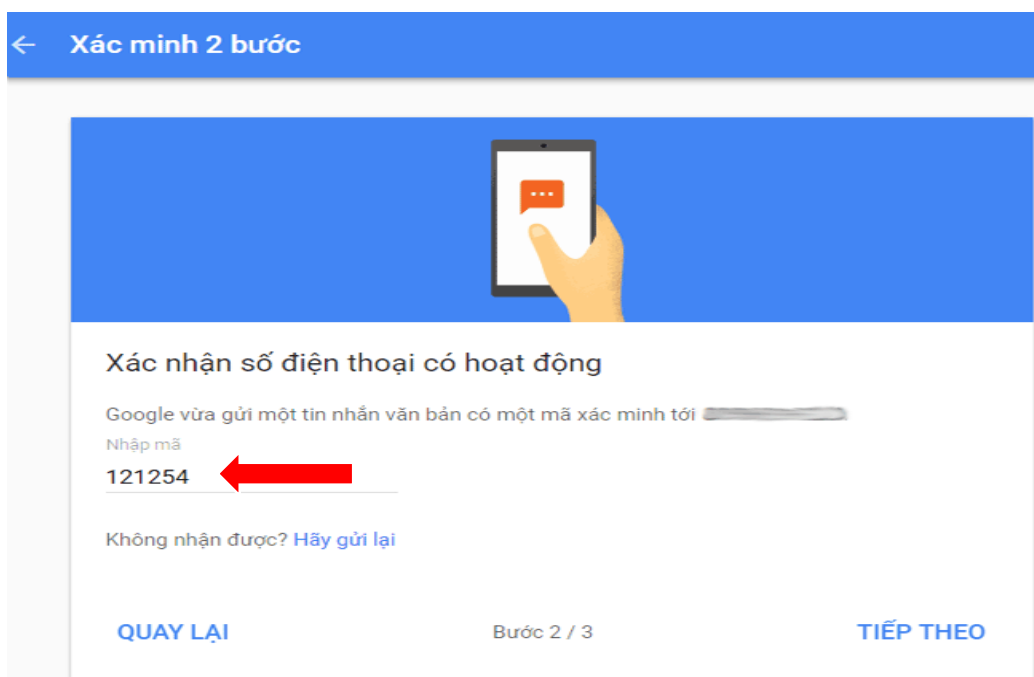 Xác minh 2 bước
Xác nhận số điện thoại có hoạt động
Google vừa gửi một tin nhắn văn bản có một mã xác minh tới
Nhập mã
121254
Không nhận được? Hãy gửi lại
QUAY LẠI
Bước 2 / 3
TIẾP THEO